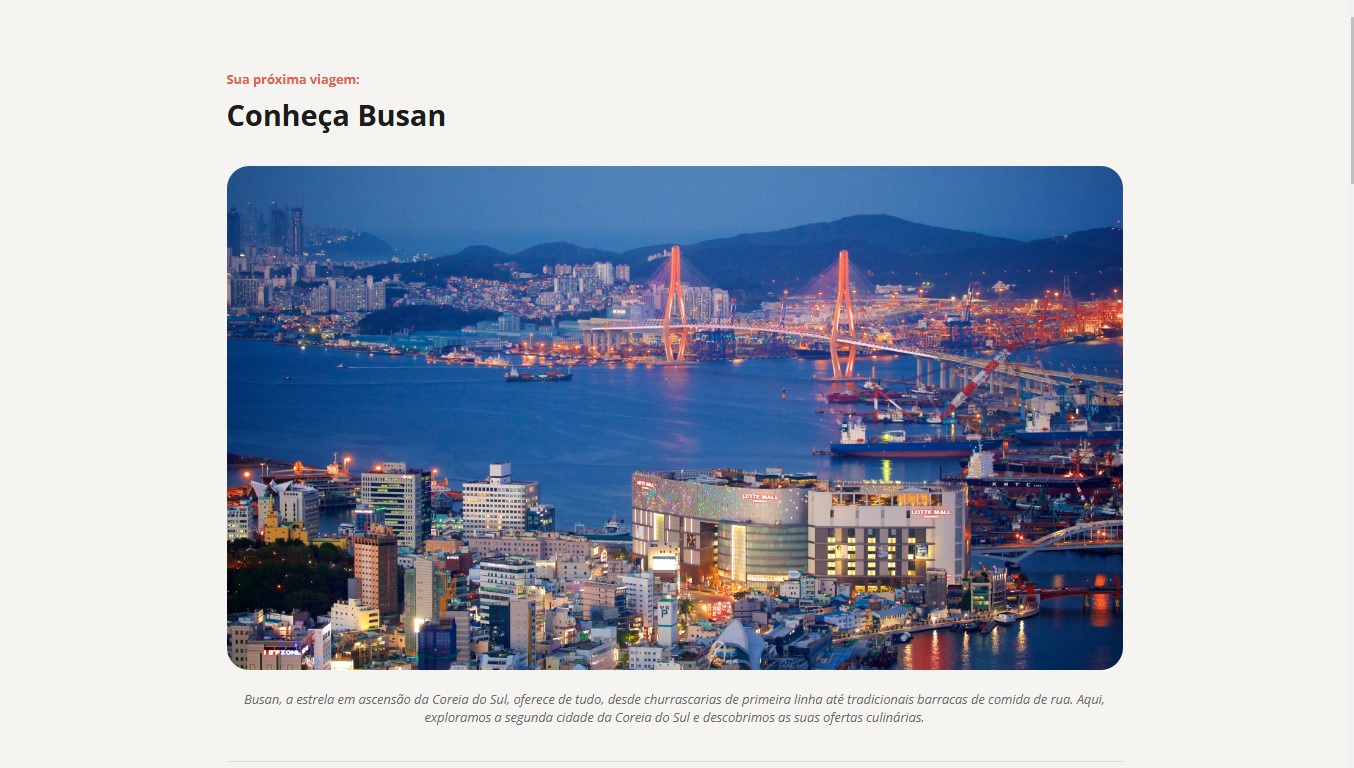 Sua próxima viagem:
Conheça Busan
LOTTE MALL
LOTTE MALL
Busan, a estrela em ascensão da Coreia do Sul, oferece de tudo, desde churrascarias de primeira linha até tradicionais barracas de comida de rua. Aqui,
exploramos a segunda cidade da Coreia do Sul e descobrimos as suas ofertas culinárias.